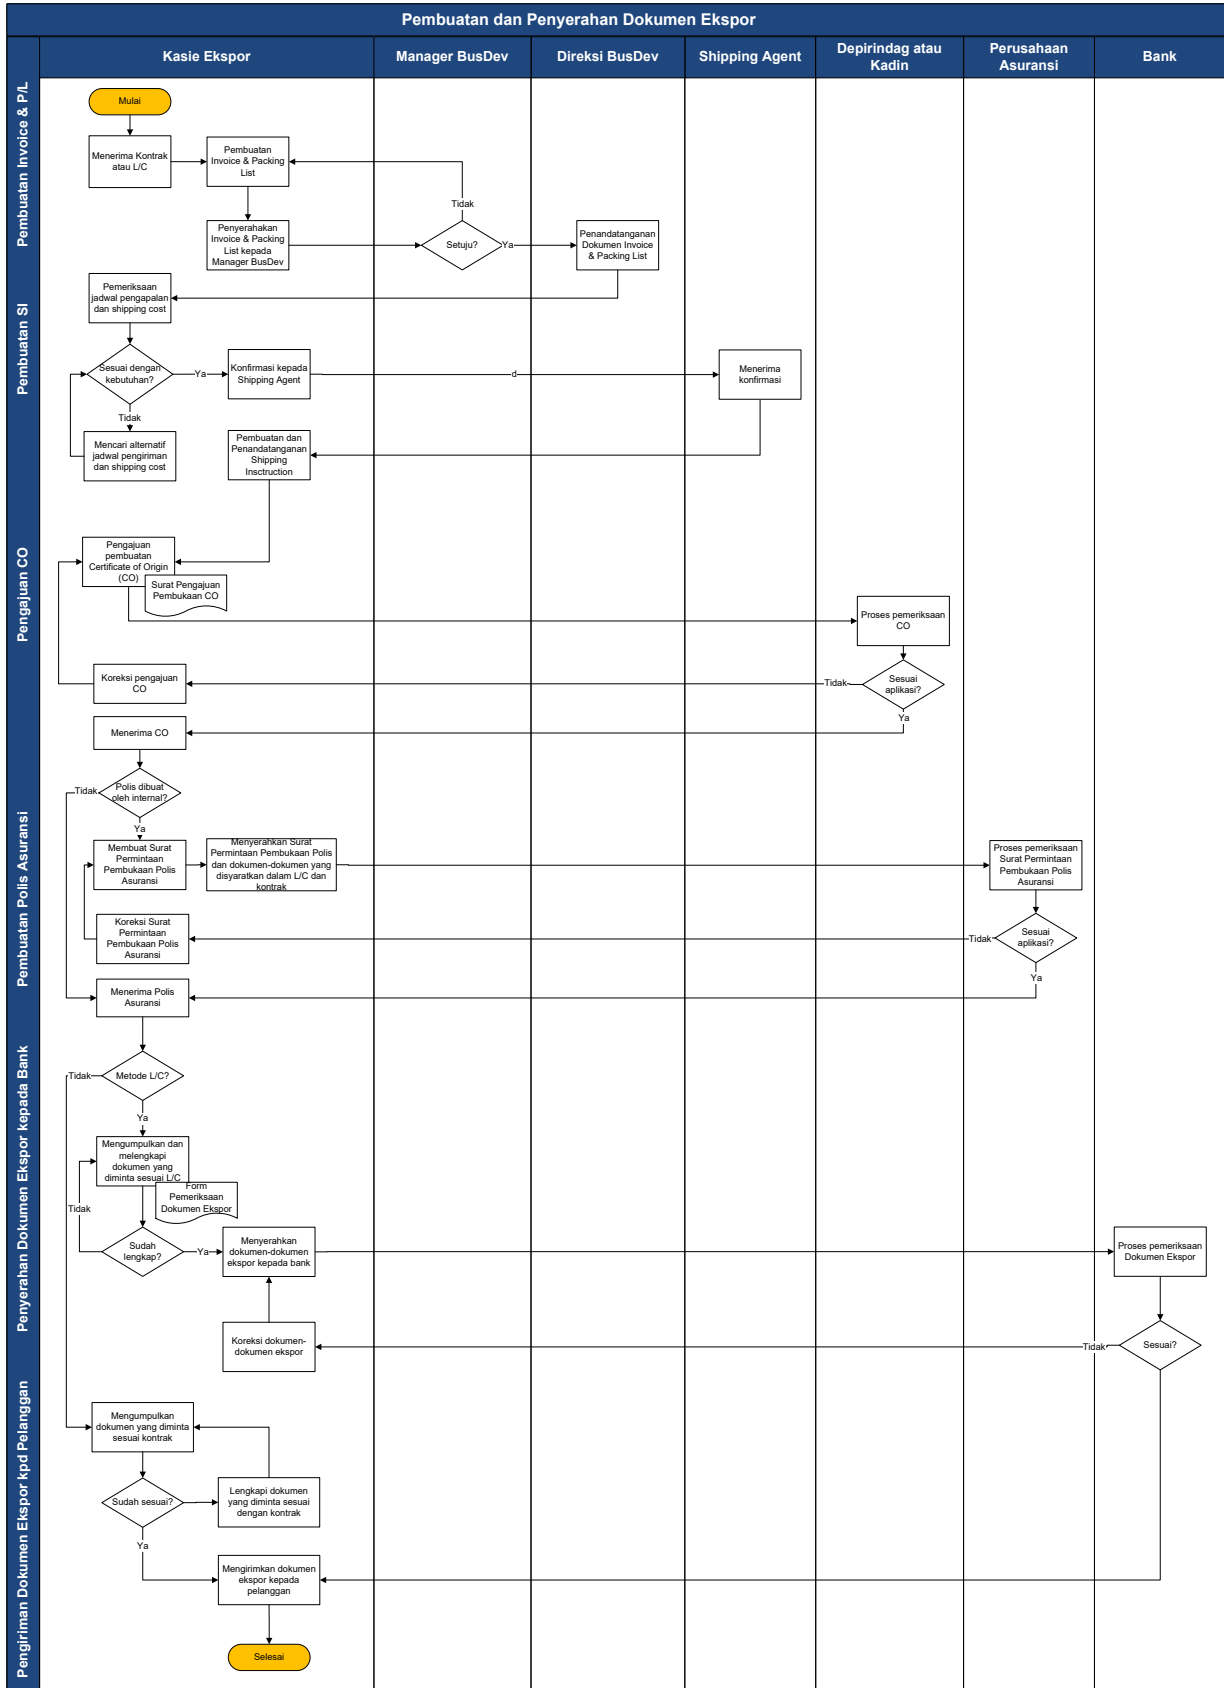 Pembuatan dan Penyerahan Dokumen Ekspor
Kasie Ekspor
Manager BusDev
Direksi BusDev
Shipping Agent
Depirindag atau
Kadin
Perusahaan
Asuransi
Bank
Pembuatan Invoice & P/L
Mulai
Menerima Kontrak
atau L/C
Pembuatan
Invoice & Packing
List
Tidak
Penyerahakan
Invoice & Packing
List kepada
Manager BusDev
Setuju?
Ya
Penandatanganan
Dokumen Invoice
& Packing List
Pembuatan SI
Pemeriksaan
jadwal pengapalan
dan shipping cost
Sesuai dengan
kebutuhan?
Ya
Konfirmasi kepada
Shipping Agent
d
Menerima
konfirmasi
Tidak
Mencari alternatif
jadwal pengiriman
dan shipping cost
Pembuatan dan
Penandatanganan
Shipping
Insctruction
Pengajuan CO
Pengajuan
pembuatan
Certificate of Origin
(CO)
Surat Pengajuan
Pembukaan CO
Proses pemeriksaan
CO
Koreksi pengajuan
CO
Tidak
Sesuai
aplikasi?
Ya
Menerima CO
Pembuatan Polis Asuransi
Tidak
Polis dibuat
oleh internal?
Ya
Membuat Surat
Permintaan
Pembukaan Polis
Asuransi
Menyerahkan Surat
Permintaan Pembukaan Polis
dan dokumen-dokumen yang
disyaratkan dalam L/C dan
kontrak
Proses pemeriksaan
Surat Permintaan
Pembukaan Polis
Asuransi
Koreksi Surat
Permintaan
Pembukaan Polis
Asuransi
Tidak
Sesuai
aplikasi?
Ya
Menerima Polis
Asuransi
Penyerahan Dokumen Ekspor kepada Bank
Tidak
Metode L/C?
Ya
Mengumpulkan dan
melengkapi
dokumen yang
diminta sesuai L/C
Form
Pemeriksaan
Dokumen Ekspor
Tidak
Sudah
lengkap?
Ya
Menyerahkan
dokumen-dokumen
ekspor kepada bank
Proses pemeriksaan
Dokumen Ekspor
Koreksi dokumen-
dokumen ekspor
Tidak
Sesuai?
Pengiriman Dokumen Ekspor kpd Pelanggan
Mengumpulkan
dokumen yang diminta
sesuai kontrak
Sudah sesuai?
Lengkapi dokumen
yang diminta sesuai
dengan kontrak
Ya
Mengirimkan dokumen
ekspor kepada
pelanggan
Selesai